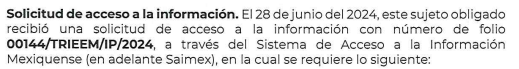 Solicitud de acceso a la información. El 28 de junio del 2024, este sujeto obligado
recibió una solicitud de acceso a la información con número de folio
00144/TRIEEM/IP/2024, a través del Sistema de Acceso a la Información
Mexiquense (en adelante Saimex), en la cual se requiere lo siguiente: